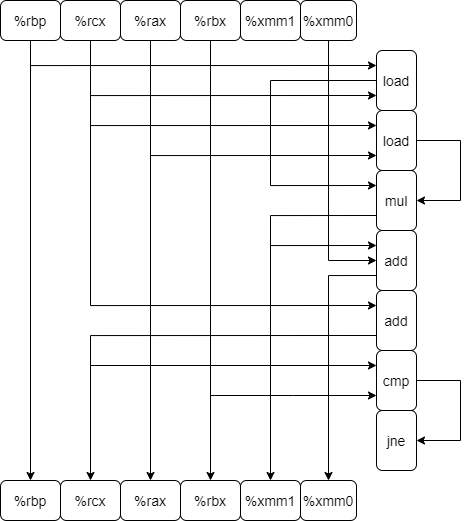 %rbp %rcx %rax %rbx %xmm1 %xmm0
load
load
mul
add
add
cmp
jne
%rbp %rcx %rax %rbx %xmm1 %xmm0